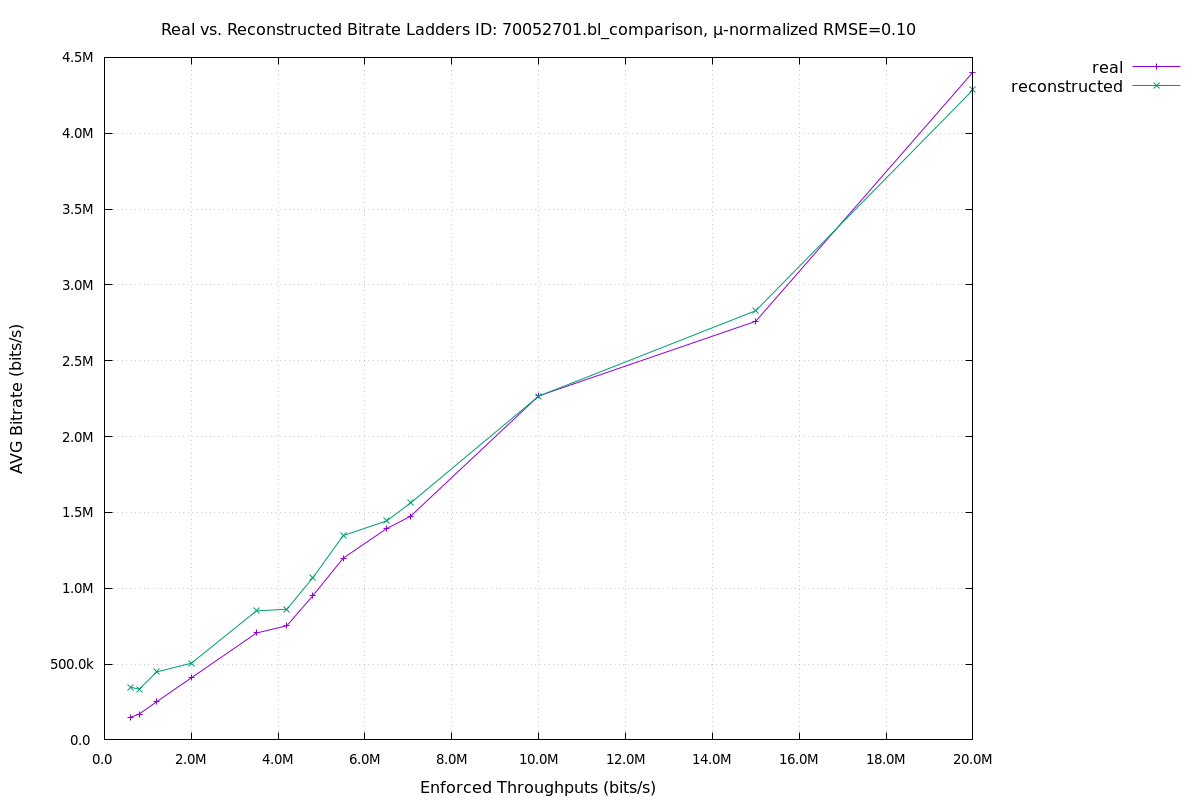 Real vs. Reconstructed Bitrate Ladders ID: 70052701.bl_comparison, μ-normalized RMSE=0.10
real
reconstructed
4.5M
4.0M
3.5M
3.0M
2.5M
2.0M
1.5M
1.0M
500.0k
0.0
AVG Bitrate (bits/s)
0.0 2.0M 4.0M 6.0M 8.0M 10.0M 12.0M 14.0M 16.0M 18.0M 20.0M
Enforced Throughputs (bits/s)